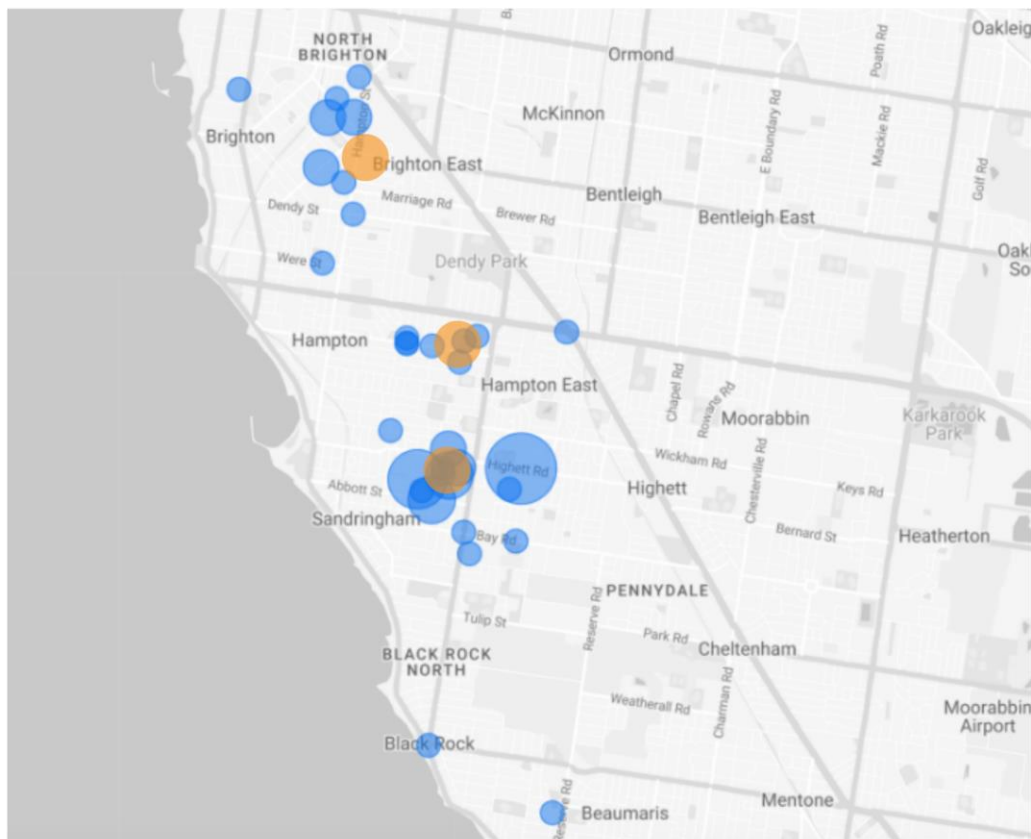 NORTH
BRIGHTON
Ormond
Poath Rd
McKinnon
Brighton
Brighton East
E Boundary Rd
Mackie Rd
Golf Rd
Marriage Rd
Dendy St
Brewer Rd
Bentleigh
Bentleigh East
Were St
Dendy Park
Hampton
Hampton East
Chapel Rd
Rowans Rd
Moorabbin
Karkarook
Park
Highett Rd
Wickham Rd
Chesterville Rd
Abbott St
Highett
Keys Rd
Sandringham
Bay Rd
Bernard St
Heatherton
PENNYDALE
Reserve Rd
Tulip St
Park Rd
Cheltenham
BLACK ROCK
NORTH
Charman Rd
Weatherall Rd
Moorabbin
Airport
Black Rock
Mentone
Beaumaris